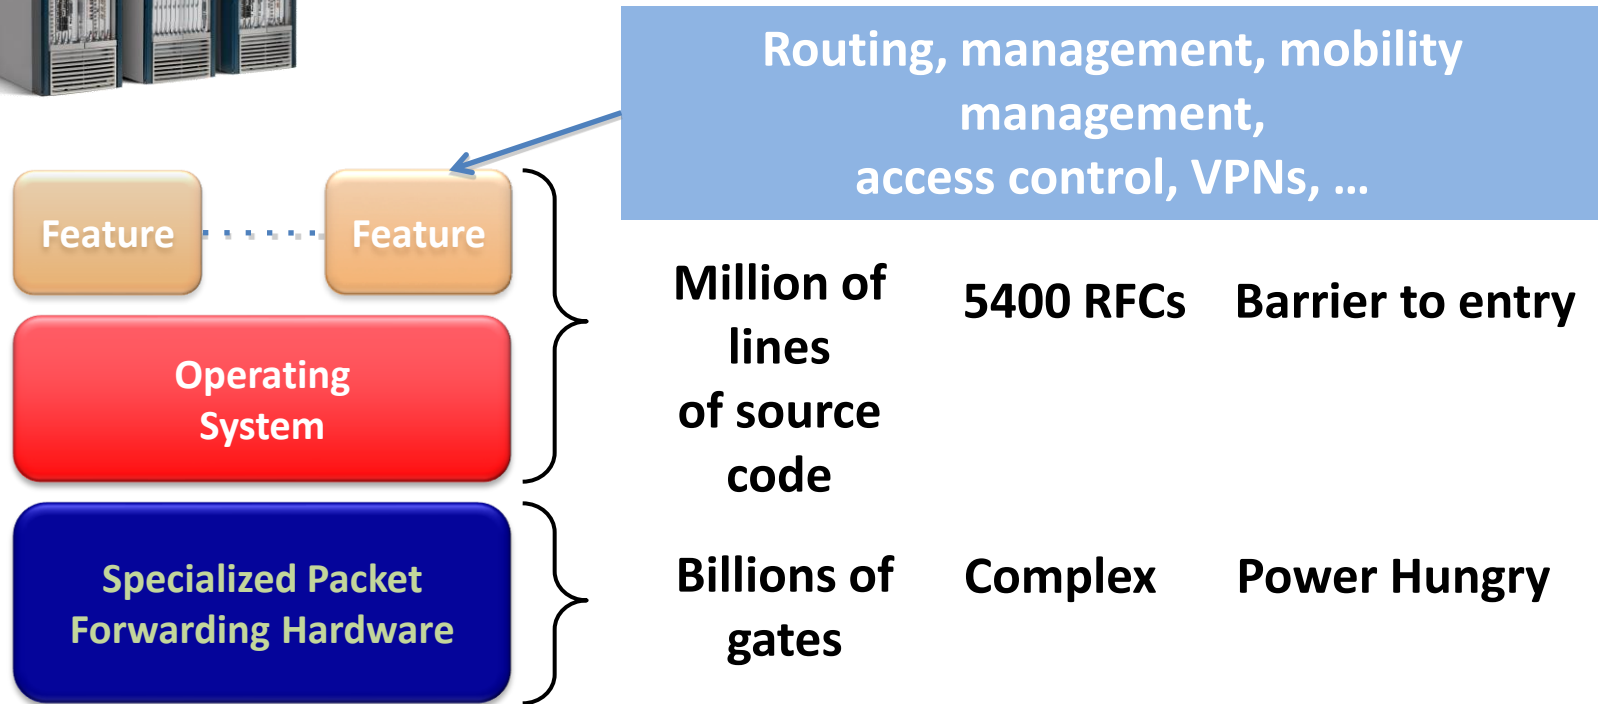 Routing, management, mobility
management,
access control, VPNs, ...
Feature
Feature
Million of
lines
of source
code
5400 RFCs
Barrier to entry
Operating
System
Specialized Packet
Forwarding Hardware
Billions of
gates
Complex
Power Hungry